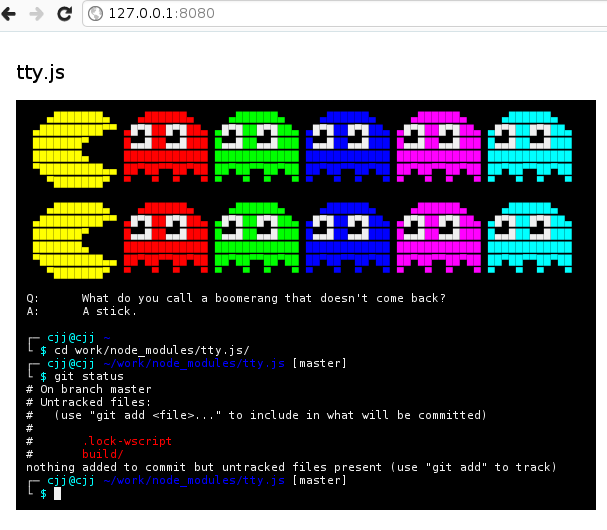 127.0.0.1:8080
tty.js
Q:      What do you call a boomerang that doesn't come back?
A:      A stick.
┌─ cjj@cjj ~
└ $ cd work/node_modules/tty.js/
┌─ cjj@cjj ~/work/node_modules/tty.js [master]
└ $ git status
# On branch master
# Untracked files:
#   (use "git add <file>..." to include in what will be committed)
#
#       .lock-wscript
#       build/
nothing added to commit but untracked files present (use "git add" to track)
┌─ cjj@cjj ~/work/node_modules/tty.js [master]
└ $